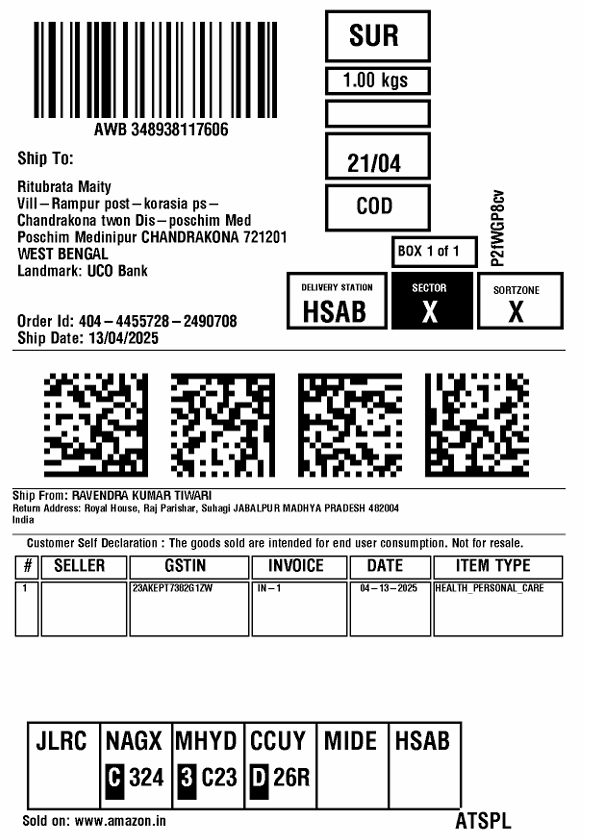 SUR
1.00 kgs
AWB 348938117606
21/04
COD
Ship To:
Ritubrata Maity
Vill-Rampur post-korasia ps-
Chandrakona twon Dis-poschim Med
Poschim Medinipur CHANDRAKONA 721201
WEST BENGAL
Landmark: UCO Bank
P2fWGP8cv
BOX 1 of 1
DELIVERY STATION
HSAB
SECTOR
X
SORTZONE
X
Order Id: 404-4455728-2490708
Ship Date: 13/04/2025
Ship From: RAVENDRA KUMAR TIWARI
Return Address: Royal House, Raj Parishar, Suhagi JABALPUR MADHYA PRADESH 482004
India
Customer Self Declaration : The goods sold are intended for end user consumption. Not for resale.
# SELLER GSTIN INVOICE DATE ITEM TYPE
1 23AKEPT7382G1ZW IN-1 04-13-2025 HEALTH_PERSONAL_CARE
JLRC NAGX MHYD CCUY MIDE HSAB
C 324 3 C23 D 26R
Sold on: www.amazon.in
ATSPL